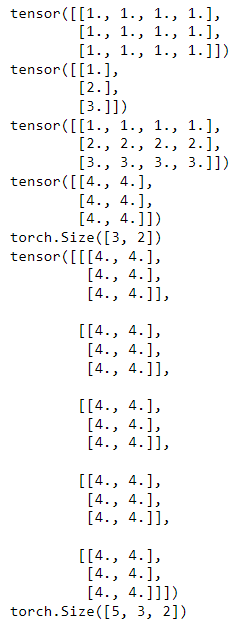 tensor([[1., 1., 1., 1.],
        [1., 1., 1., 1.],
        [1., 1., 1., 1.]])
tensor([[1.],
        [2.],
        [3.]])
tensor([[1., 1., 1., 1.],
        [2., 2., 2., 2.],
        [3., 3., 3., 3.]])
tensor([[4., 4.],
        [4., 4.],
        [4., 4.]])
torch.Size([3, 2])
tensor([[[4., 4.],
         [4., 4.],
         [4., 4.]],

        [[4., 4.],
         [4., 4.],
         [4., 4.]],

        [[4., 4.],
         [4., 4.],
         [4., 4.]],

        [[4., 4.],
         [4., 4.],
         [4., 4.]],

        [[4., 4.],
         [4., 4.],
         [4., 4.]]])
torch.Size([5, 3, 2])